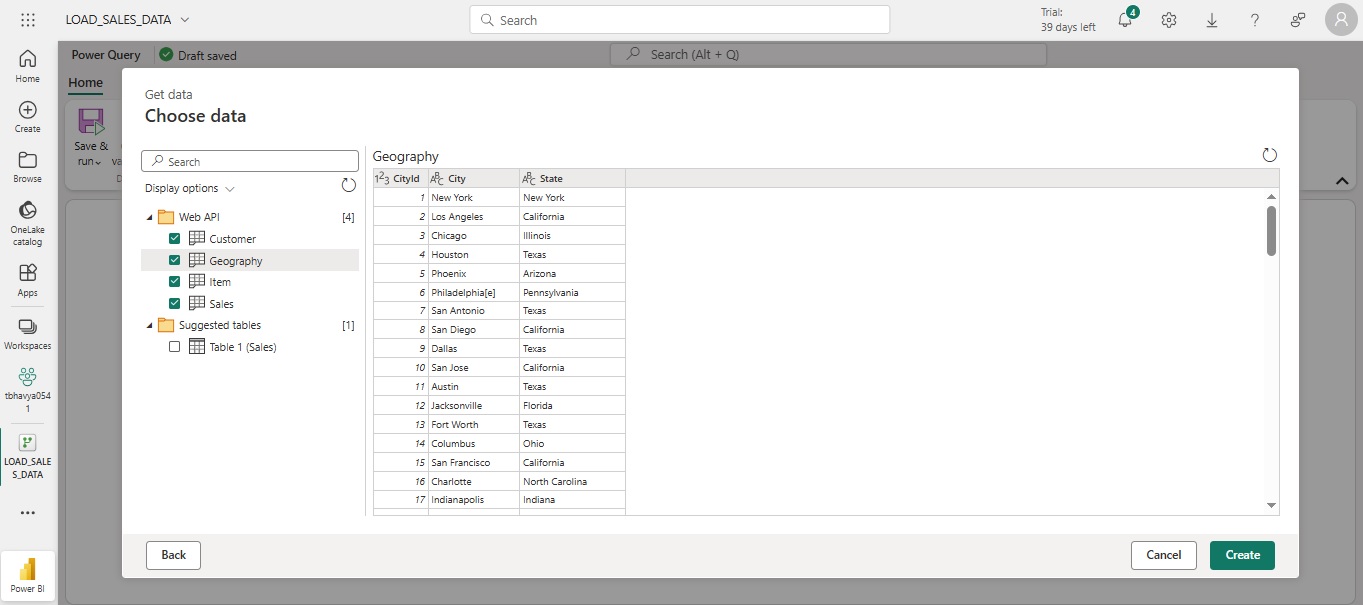 LOAD_SALES_DATA
Search
Trial:
39 days left
4
Home
Create
Browse
OneLake
catalog
Apps
Workspaces
tbhavya054
1
LOAD_SALE
S_DATA
Power BI
Power Query
Draft saved
Search (Alt + Q)
Home
Save &
run
va
Get data
Choose data
Search
Display options
Web API [4]
Customer
Geography
Item
Sales
Suggested tables [1]
Table 1 (Sales)
Geography
CityId City State
1 New York New York
2 Los Angeles California
3 Chicago Illinois
4 Houston Texas
5 Phoenix Arizona
6 Philadelphia[e] Pennsylvania
7 San Antonio Texas
8 San Diego California
9 Dallas Texas
10 San Jose California
11 Austin Texas
12 Jacksonville Florida
13 Fort Worth Texas
14 Columbus Ohio
15 San Francisco California
16 Charlotte North Carolina
17 Indianapolis Indiana
Back
Cancel
Create